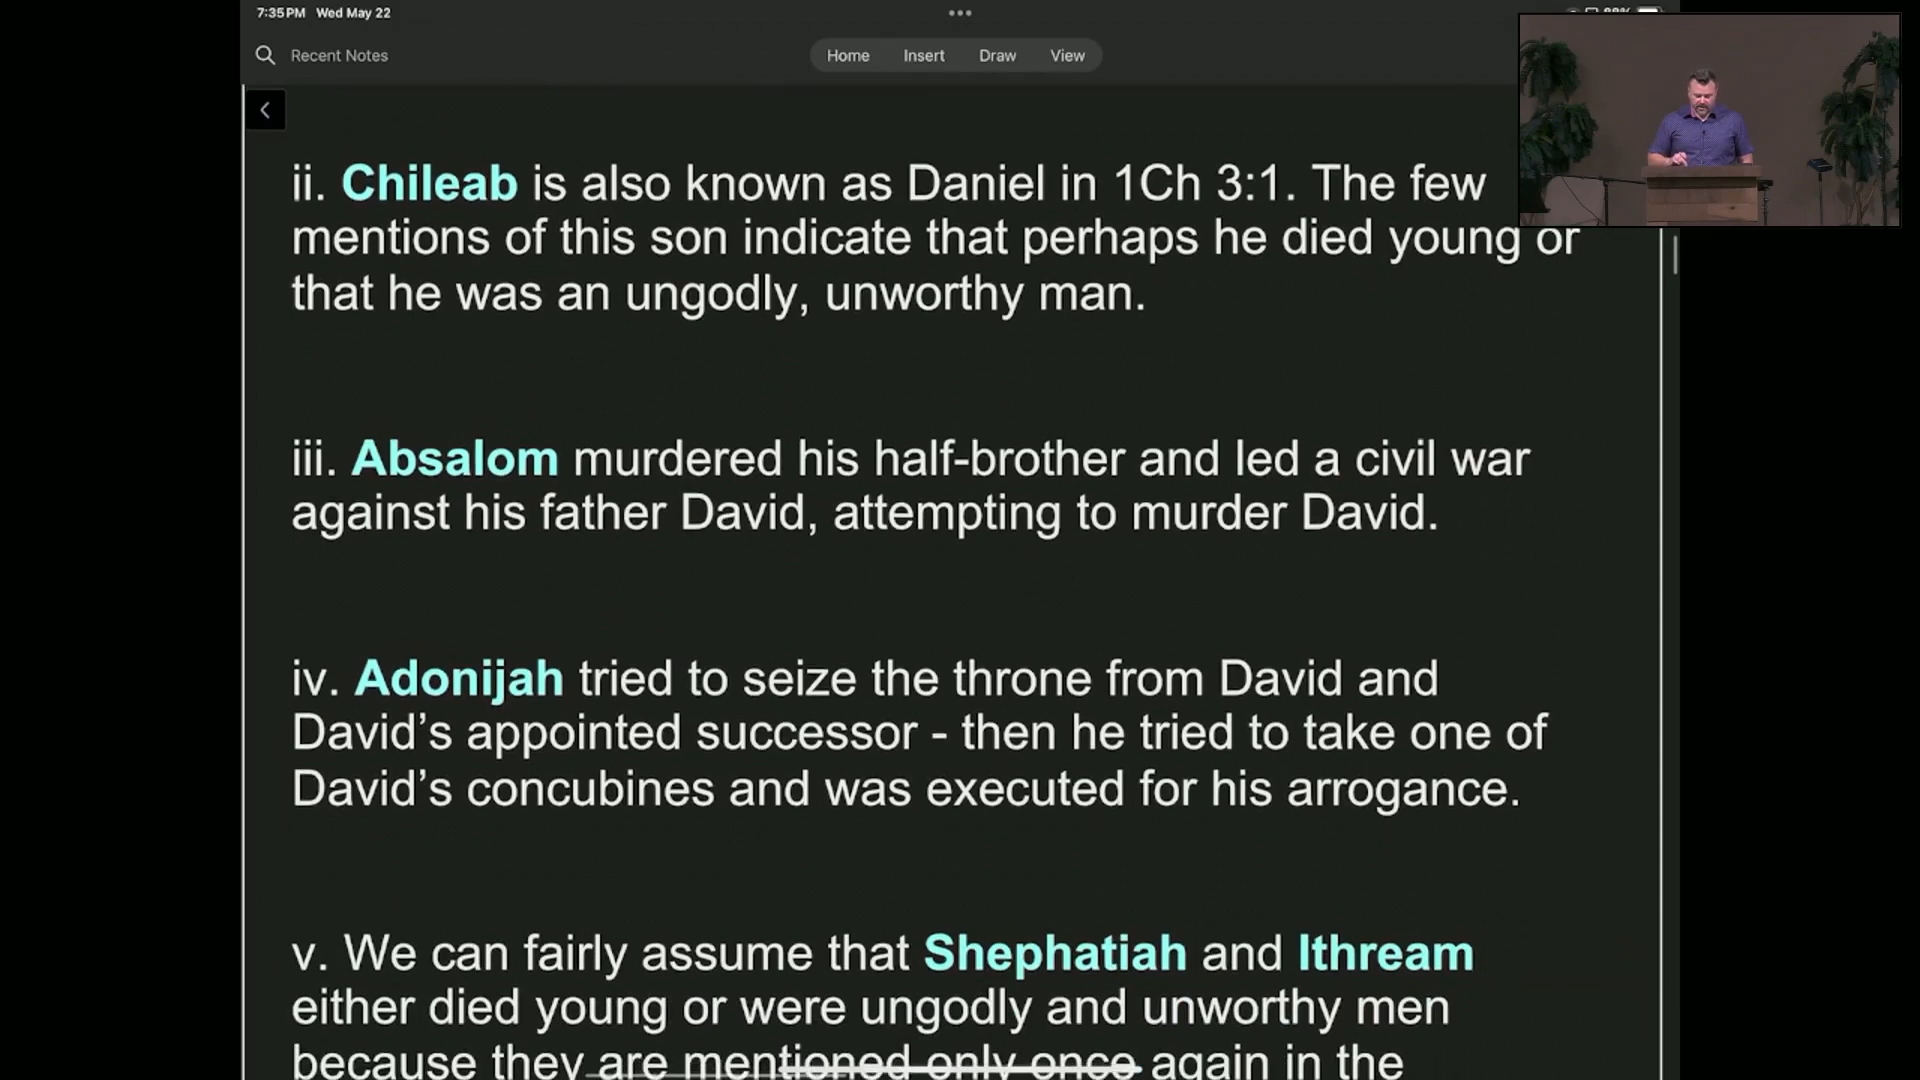 7:35 PM Wed May 22
Recent Notes
Home Insert Draw View
ii. Chileab is also known as Daniel in 1Ch 3:1. The few
mentions of this son indicate that perhaps he died young or
that he was an ungodly, unworthy man.
iii. Absalom murdered his half-brother and led a civil war
against his father David, attempting to murder David.
iv. Adonijah tried to seize the throne from David and
David’s appointed successor - then he tried to take one of
David’s concubines and was executed for his arrogance.
v. We can fairly assume that Shephatiah and Ithream
either died young or were ungodly and unworthy men
because they are mentioned only once again in the